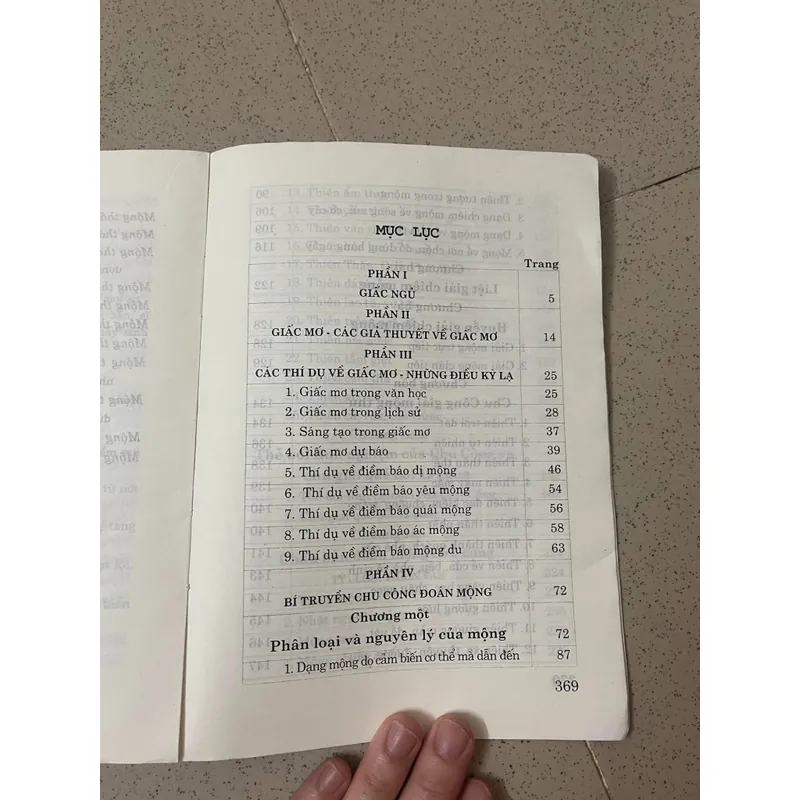 MỤC LỤC
Trang
PHẦN I
GIẤC NGỦ 5
PHẦN II
GIẤC MƠ - CÁC GIẢ THUYẾT VỀ GIẤC MƠ 14
PHẦN III
CÁC THÍ DỤ VỀ GIẤC MƠ - NHỮNG ĐIỀU KỲ LẠ 25
1. Giấc mơ trong văn học 25
2. Giấc mơ trong lịch sử 28
3. Sáng tạo trong giấc mơ 37
4. Giấc mơ dự báo 39
5. Thí dụ về điểm báo dị mộng 46
6. Thí dụ về điểm báo yêu mộng 54
7. Thí dụ về điểm báo quái mộng 56
8. Thí dụ về điểm báo ác mộng 58
9. Thí dụ về điểm báo mộng du 63
PHẦN IV
BÍ TRUYỀN CHU CÔNG ĐOÁN MỘNG 72
Chương một
Phân loại và nguyên lý của mộng 72
1. Dạng mộng do cảm biến cơ thể mà dẫn đến 87
369